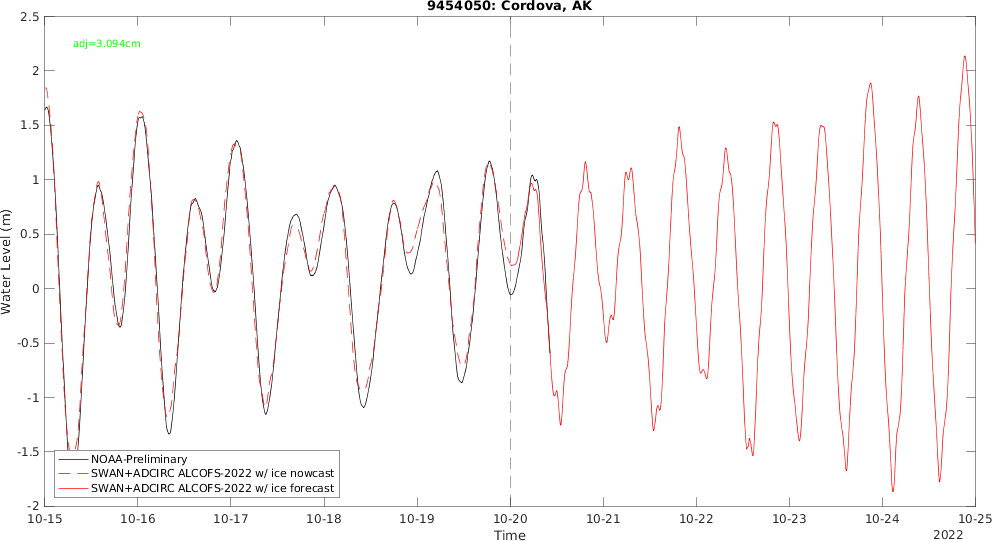 9454050: Cordova, AK
adj=3.094cm
Water Level (m)
2.5
2
1.5
1
0.5
0
-0.5
-1
-1.5
-2
NOAA-Preliminary
SWAN+ADCIRC ALCOFS-2022 w/ ice nowcast
SWAN+ADCIRC ALCOFS-2022 w/ ice forecast
10-15 10-16 10-17 10-18 10-19 10-20 10-21 10-22 10-23 10-24 10-25
Time
2022